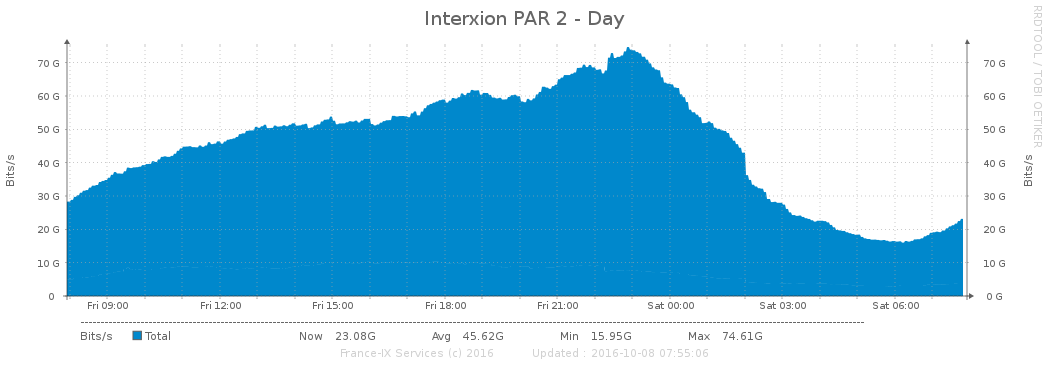 Interxion PAR 2 - Day
RRDTOOL / TOBI OETIKER
Bits/s
Bits/s
70 G 70 G
60 G 60 G
50 G 50 G
40 G 40 G
30 G 30 G
20 G 20 G
10 G 10 G
0 0 G
Fri 09:00 Fri 12:00 Fri 15:00 Fri 18:00 Fri 21:00 Sat 00:00 Sat 03:00 Sat 06:00
Bits/s Total Now 23.08G Avg 45.62G Min 15.95G Max 74.61G
France-IX Services (c) 2016 Updated : 2016-10-08 07:55:06